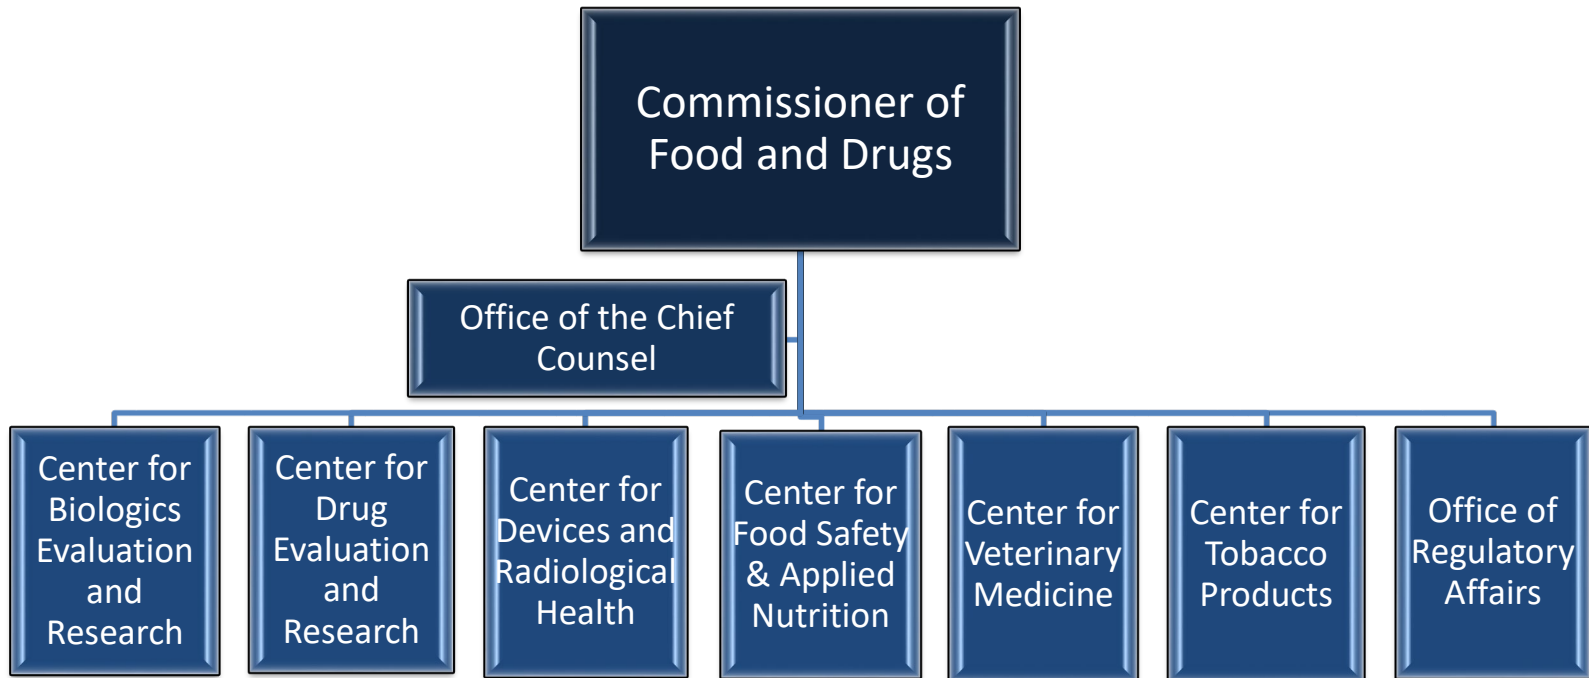 Commissioner of
Food and Drugs
Office of the Chief
Counsel
Center for
Biologics
Evaluation
and
Research
Center for
Drug
Evaluation
and
Research
Center for
Devices and
Radiological
Health
Center for
Food Safety
& Applied
Nutrition
Center for
Veterinary
Medicine
Center for
Tobacco
Products
Office of
Regulatory
Affairs